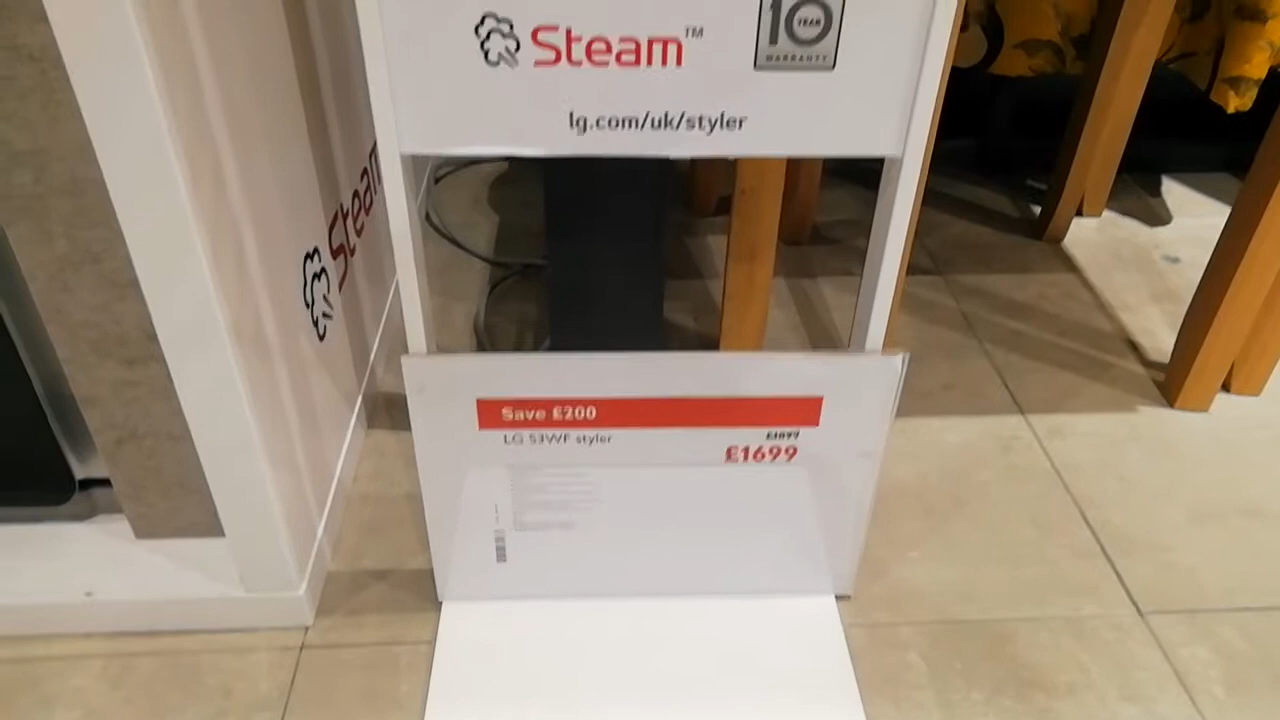 Steam™
10
YEAR
WARRANTY
lg.com/uk/styler
Steam
Save £200
LG S3WF styler
£1899
£1699